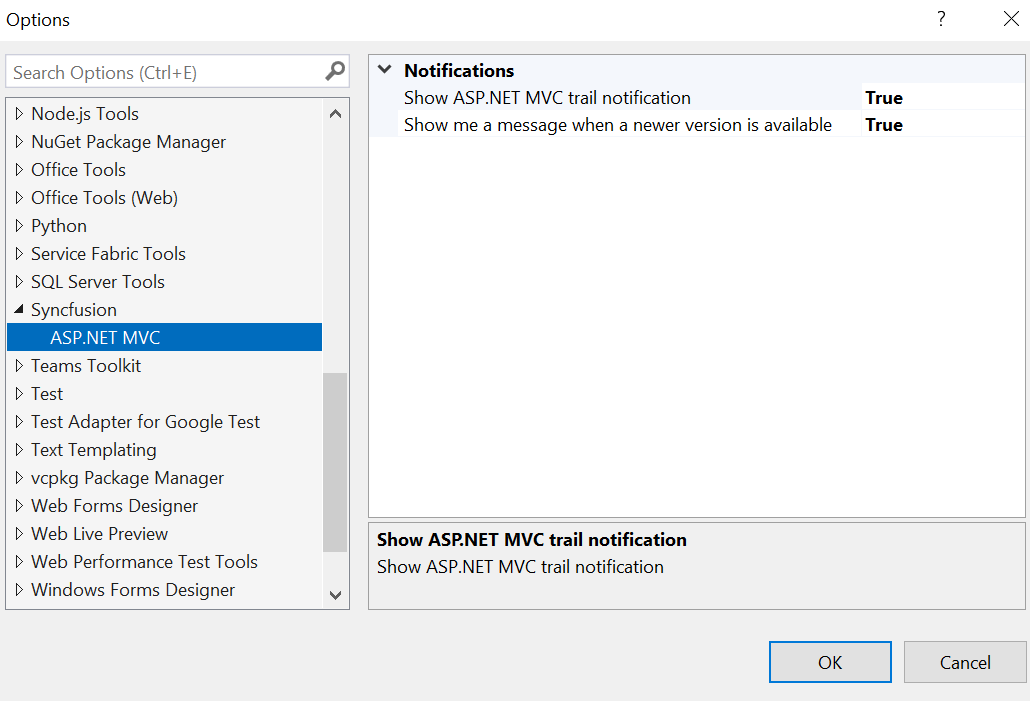 Options
?
Search Options (Ctrl+E)
Node.js Tools
NuGet Package Manager
Office Tools
Office Tools (Web)
Python
Service Fabric Tools
SQL Server Tools
Syncfusion
ASP.NET MVC
Teams Toolkit
Test
Test Adapter for Google Test
Text Templating
vcpkg Package Manager
Web Forms Designer
Web Live Preview
Web Performance Test Tools
Windows Forms Designer
Notifications
Show ASP.NET MVC trail notification True
Show me a message when a newer version is available True
Show ASP.NET MVC trail notification
Show ASP.NET MVC trail notification
OK Cancel